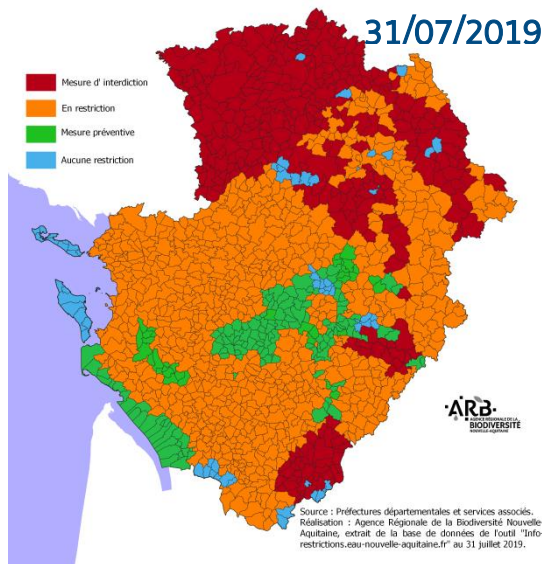 31/07/2019
Mesure d' interdiction
En restriction
Mesure préventive
Aucune restriction
ARB
AGENCE RÉGIONALE DE LA
BIODIVERSITÉ
NOUVELLE-AQUITAINE
Source : Préfectures départementales et services associés.
Réalisation : Agence Régionale de la Biodiversité Nouvelle
Aquitaine, extrait de la base de données de l'outil "Info-
restrictions.eau-nouvelle-aquitaine.fr" au 31 juillet 2019.